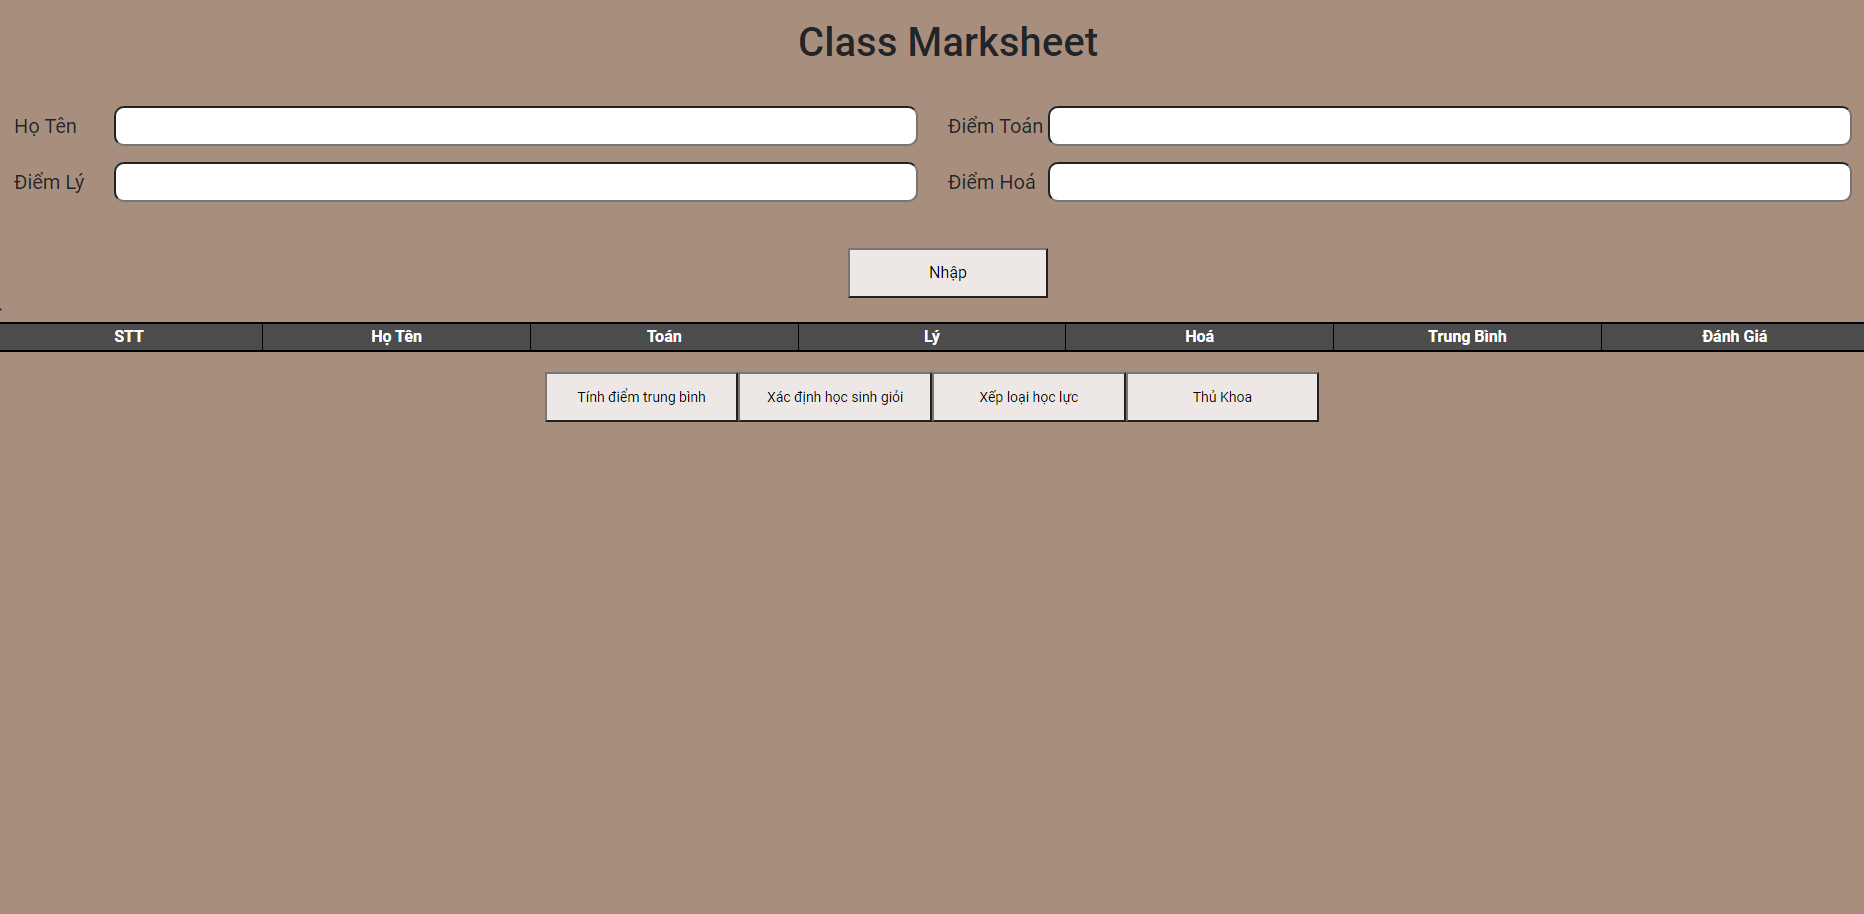 Class Marksheet
Họ Tên Điểm Toán
Điểm Lý Điểm Hoá
Nhập
STT Họ Tên Toán Lý Hoá Trung Bình Đánh Giá
Tính điểm trung bình Xác định học sinh giỏi Xếp loại học lực Thủ Khoa